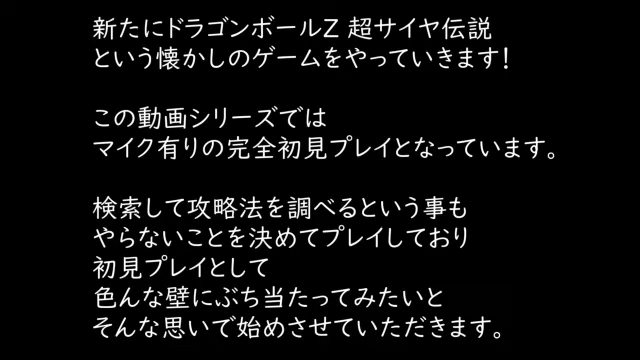 新たにドラゴンボールZ 超サイヤ伝説
という懐かしのゲームをやっていきます!
この動画シリーズでは
マイク有りの完全初見プレイとなっています。
検索して攻略法を調べるという事も
やらないことを決めてプレイしており
初見プレイとして
色んな壁にぶち当たってみたいと
そんな思いで始めさせていただきます。